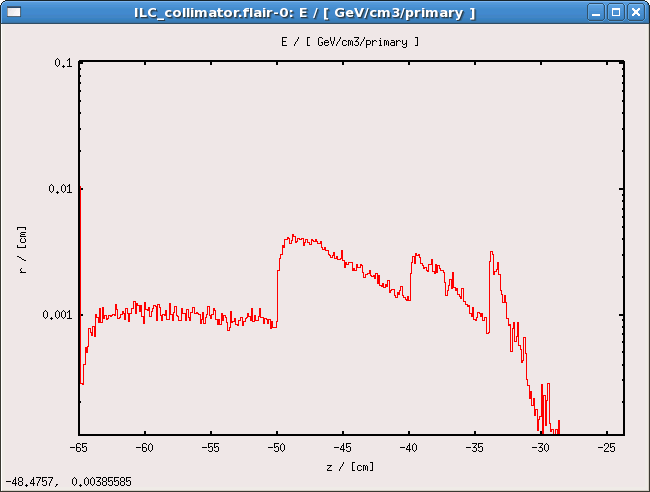 ILC_collimator.flair-0: E / [ GeV/cm3/primary ]
E / [ GeV/cm3/primary ]
0.1
0.01
0.001
r / [cm]
-65 -60 -55 -50 -45 -40 -35 -30 -25
z / [cm]
-48.4757, 0.00385585